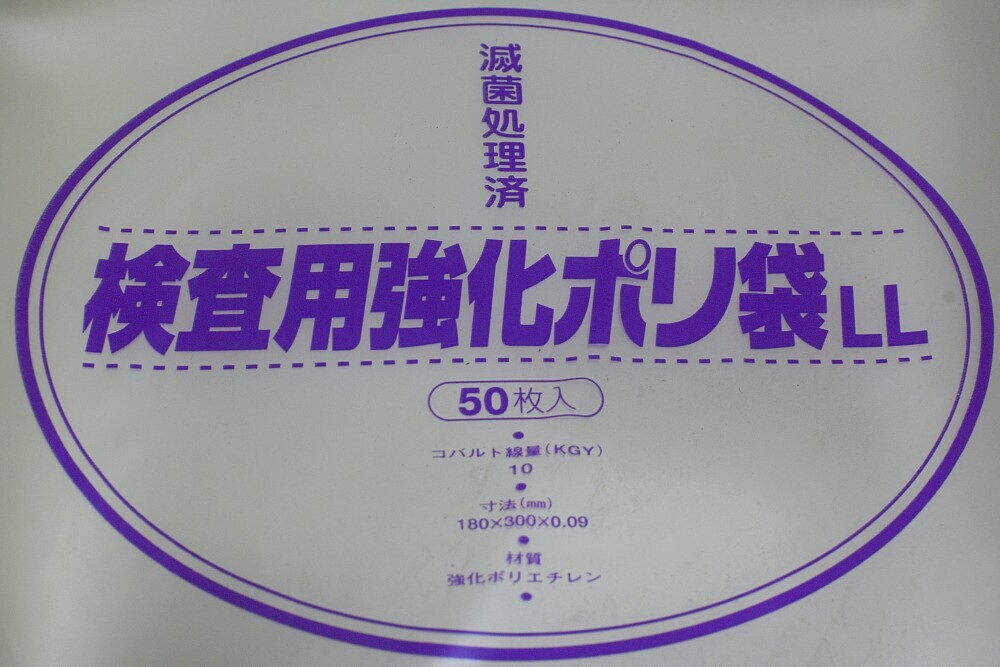 滅菌処理済
検査用強化ポリ袋LL
50枚入
コバルト線量(KGY)
10
寸法(mm)
180×300×0.09
材質
強化ポリエチレン